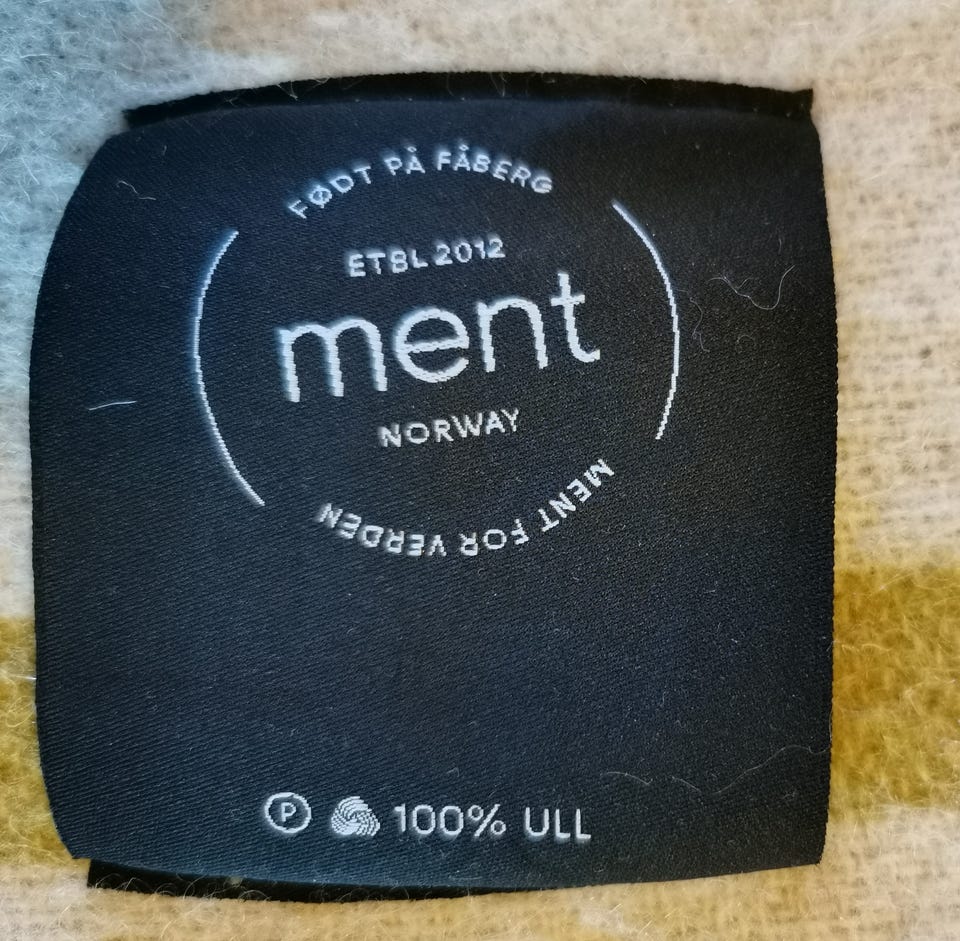 FØDT PÅ FÅBERG
ETBL 2012
ment
NORWAY
MENT FOR VERDEN
P 100% ULL